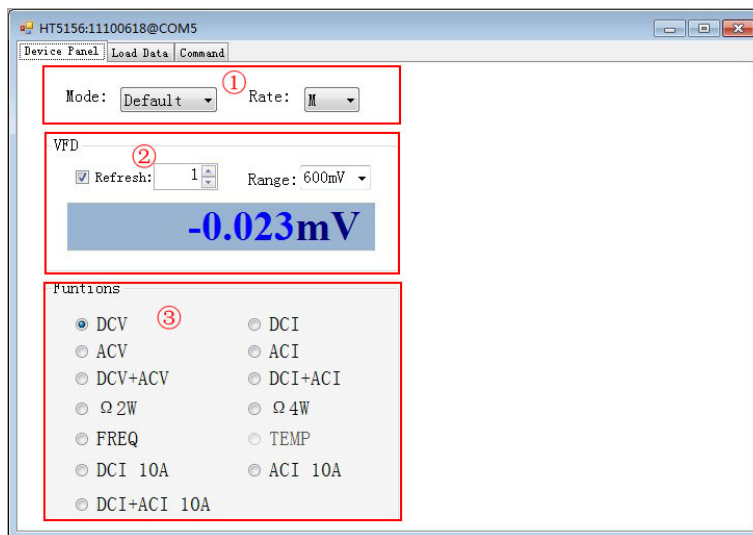 HT5156:11100618@COM5
Device Panel Load Data Command
Mode: Default ① Rate: M
VFD
② Refresh: 1 Range: 600mV
-0.023mV
Funtions
DCV ③ DCI
ACV ACI
DCV+ACV DCI+ACI
Ω2W Ω4W
FREQ TEMP
DCI 10A ACI 10A
DCI+ACI 10A